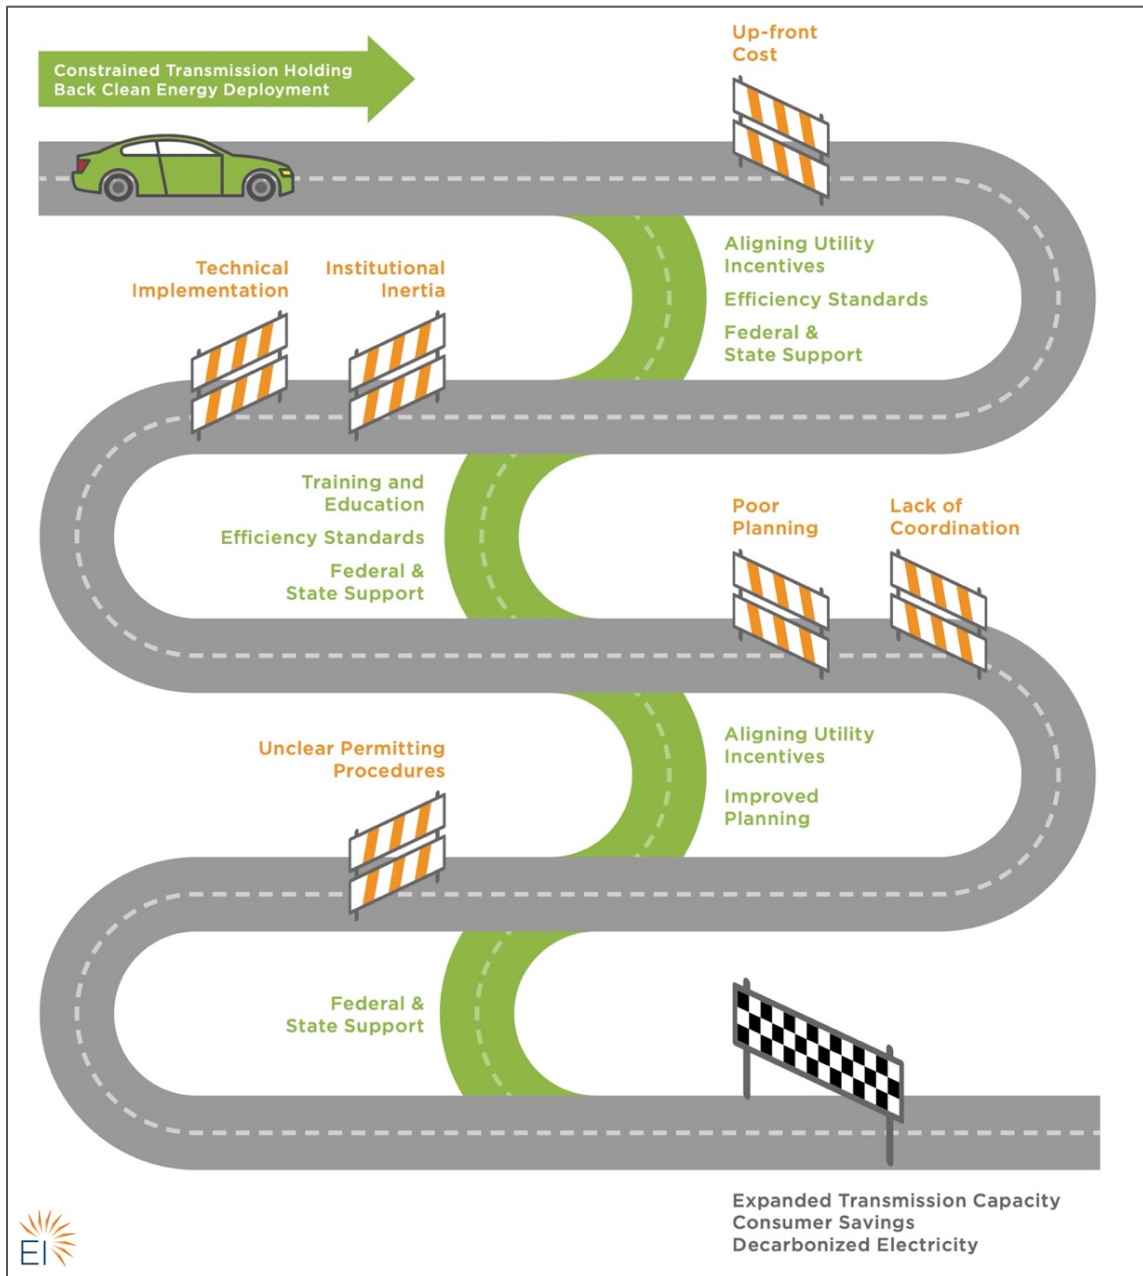 Constrained Transmission Holding
Back Clean Energy Deployment
Up-front
Cost
Aligning Utility
Incentives
Efficiency Standards
Federal &
State Support
Technical
Implementation
Institutional
Inertia
Training and
Education
Efficiency Standards
Federal &
State Support
Poor
Planning
Lack of
Coordination
Aligning Utility
Incentives
Improved
Planning
Unclear Permitting
Procedures
Federal &
State Support
Expanded Transmission Capacity
Consumer Savings
Decarbonized Electricity
EI